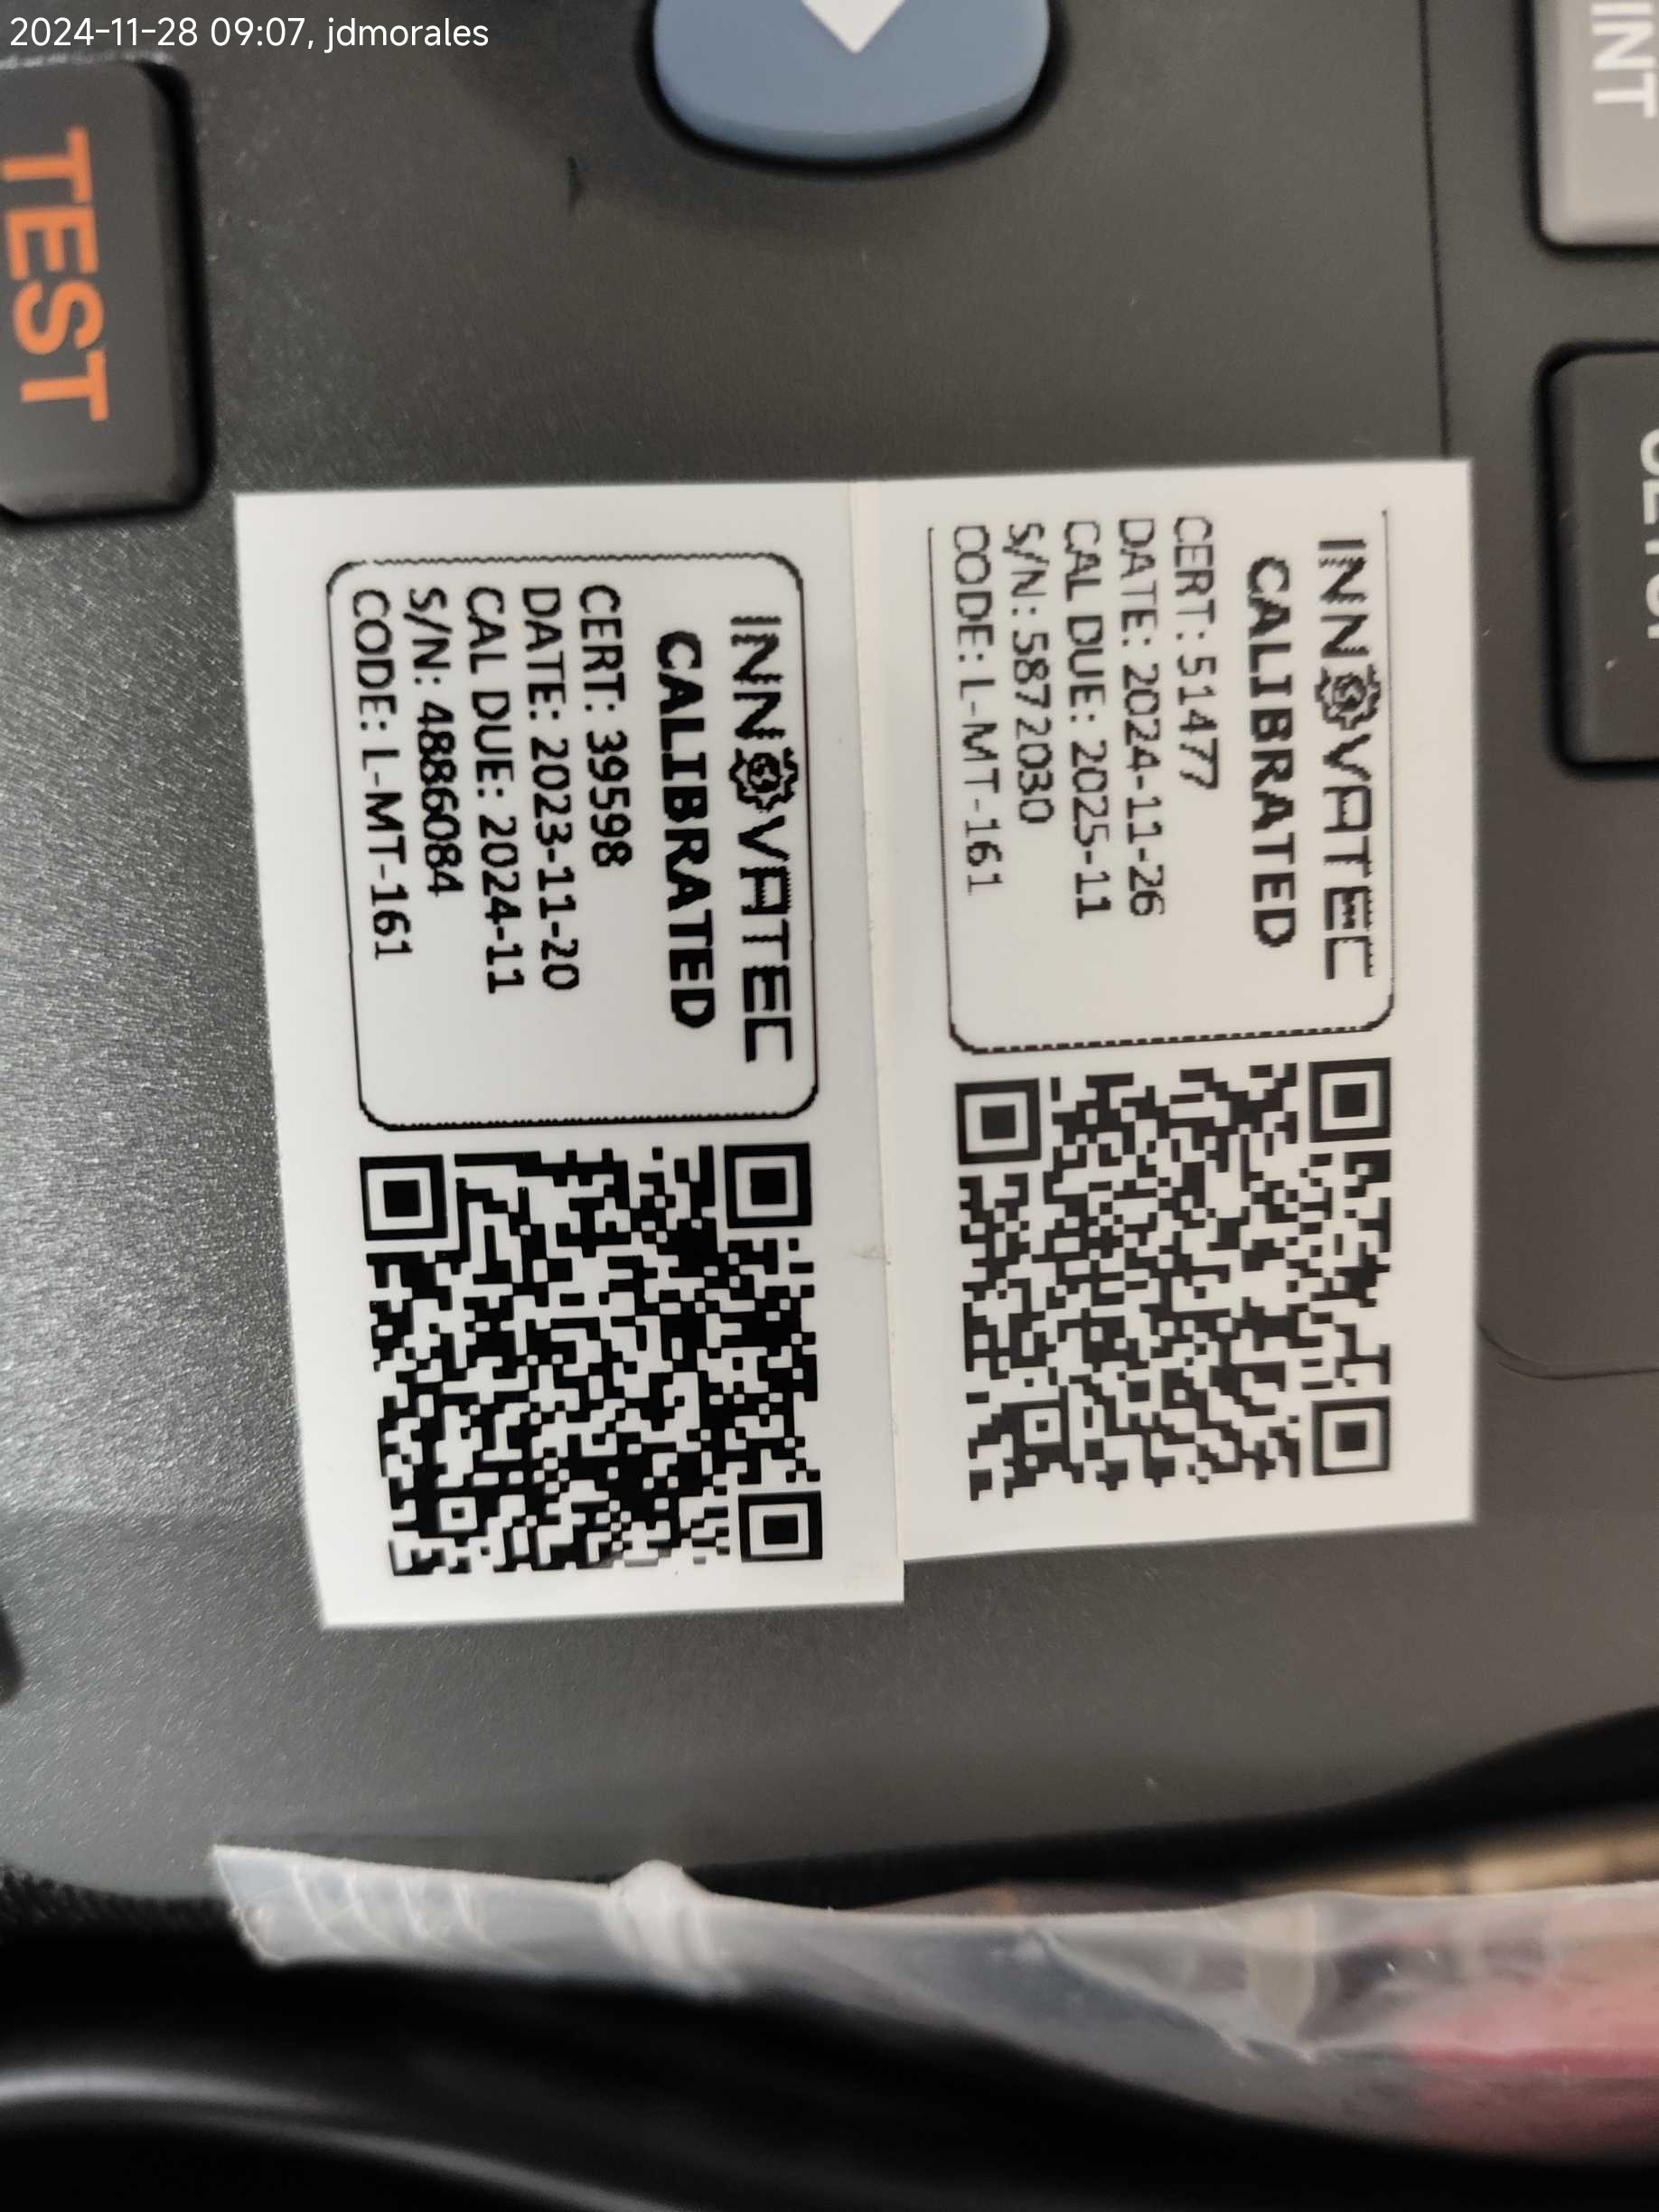 2024-11-28 09:07, jdmorales
TEST
INNOVATEC
CALIBRATED
CERT: 51477
DATE: 2024-11-26
CAL DUE: 2025-11
S/N: 5872030
CODE: L-MT-161
INNOVATEC
CALIBRATED
CERT: 39598
DATE: 2023-11-20
CAL DUE: 2024-11
S/N: 4886084
CODE: L-MT-161